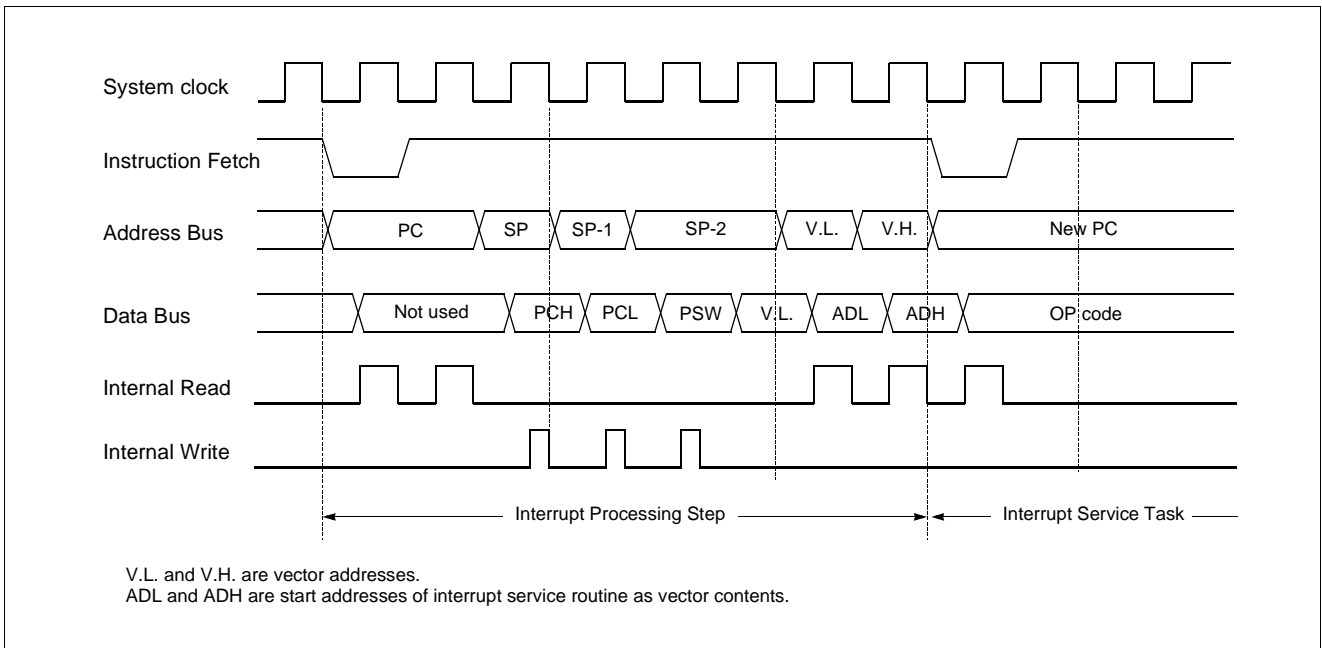 System clock
Instruction Fetch
Address Bus
PC
SP
SP-1
SP-2
V.L.
V.H.
New PC
Data Bus
Not used
PCH
PCL
PSW
V.L.
ADL
ADH
OP code
Internal Read
Internal Write
Interrupt Processing Step
Interrupt Service Task
V.L. and V.H. are vector addresses.
ADL and ADH are start addresses of interrupt service routine as vector contents.